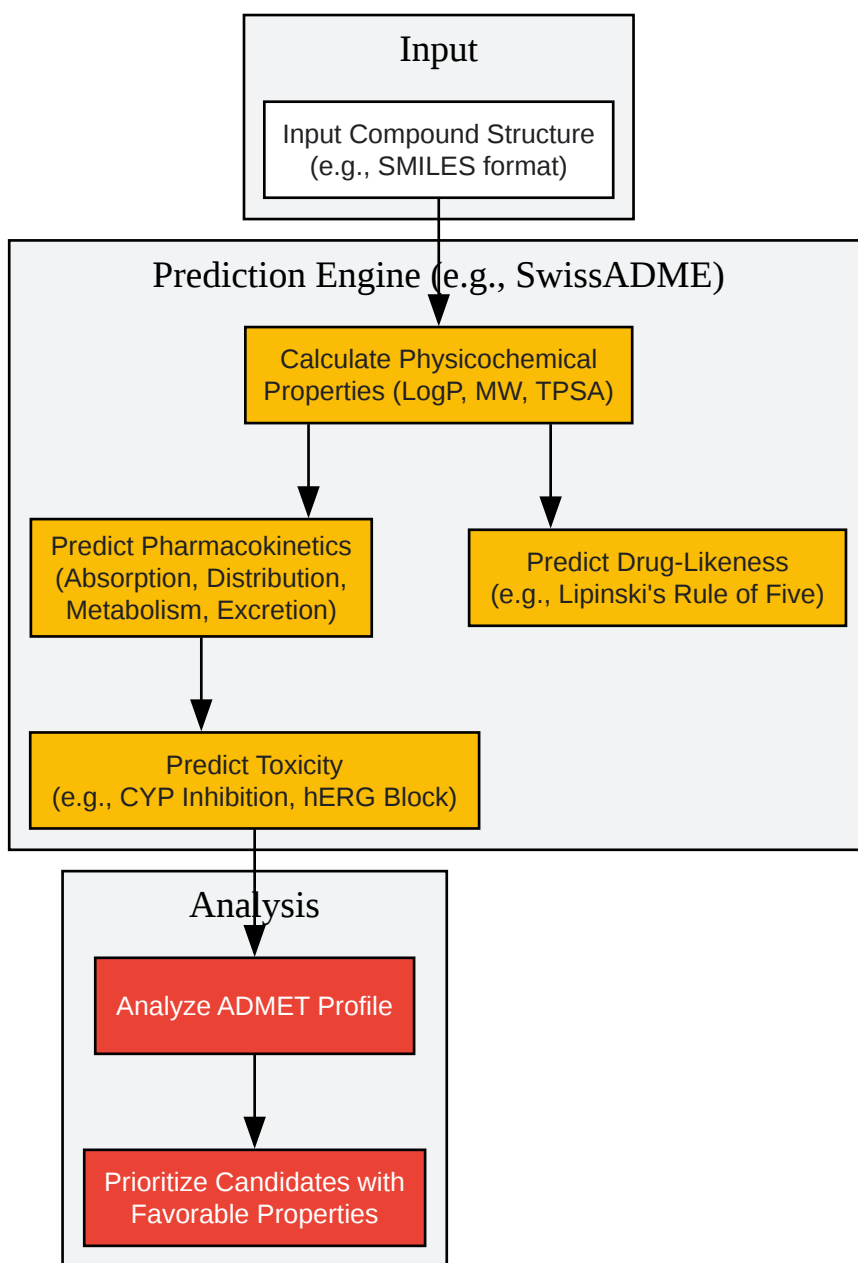 Input
Input Compound Structure
(e.g., SMILES format)
Prediction Engine (e.g., SwissADME)
Calculate Physicochemical
Properties (LogP, MW, TPSA)
Predict Pharmacokinetics
(Absorption, Distribution,
Metabolism, Excretion)
Predict Drug-Likeness
(e.g., Lipinski's Rule of Five)
Predict Toxicity
(e.g., CYP Inhibition, hERG Block)
Analysis
Analyze ADMET Profile
Prioritize Candidates with
Favorable Properties